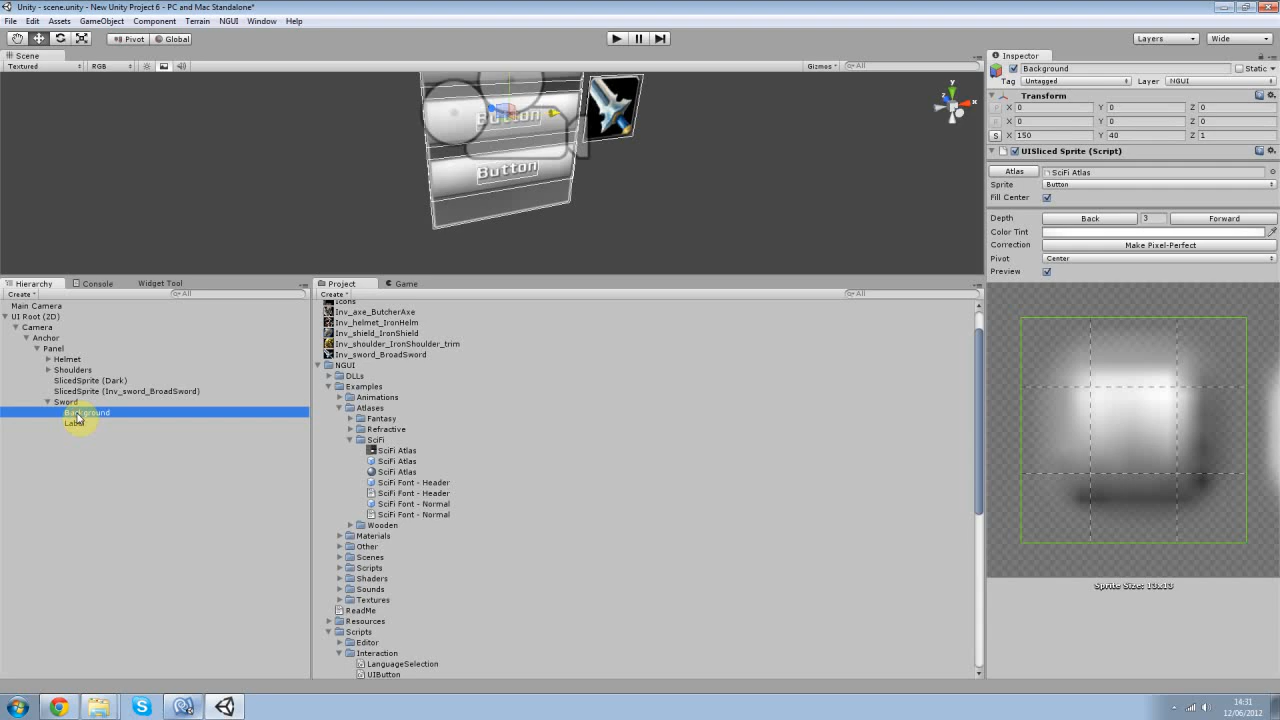 Unity - scene.unity - New Unity Project 6 - PC and Mac Standalone*
File Edit Assets GameObject Component Terrain NGUI Window Help
Pivot Global Layers Wide
Scene
Textured RGB Gizmos All
Button
Button
Hierarchy Console Widget Tool
Create All
Main Camera
UI Root (2D)
Camera
Anchor
Panel
Helmet
Shoulders
SlicedSprite (Dark)
SlicedSprite (Inv_sword_BroadSword)
Sword
Background
Label
Project Game
Create All
Icons
Inv_axe_ButcherAxe
Inv_helmet_IronHelm
Inv_shield_IronShield
Inv_shoulder_IronShoulder_trim
Inv_sword_BroadSword
NGUI
DLLs
Examples
Animations
Atlases
Fantasy
Refractive
SciFi
SciFi Atlas
SciFi Atlas
SciFi Atlas
SciFi Font - Header
SciFi Font - Header
SciFi Font - Normal
SciFi Font - Normal
Wooden
Materials
Other
Scenes
Scripts
Shaders
Sounds
Textures
ReadMe
Resources
Scripts
Editor
Interaction
LanguageSelection
UIButton
Inspector
Background Static
Tag Untagged Layer NGUI
Transform
X 0 Y 0 Z 0
X 0 Y 0 Z 0
S X 150 Y 40 Z 1
UISliced Sprite (Script)
Atlas SciFi Atlas
Sprite Button
Fill Center
Depth Back 3 Forward
Color Tint
Correction Make Pixel-Perfect
Pivot Center
Preview
Sprite Size: 13x13
14:31
12/06/2012